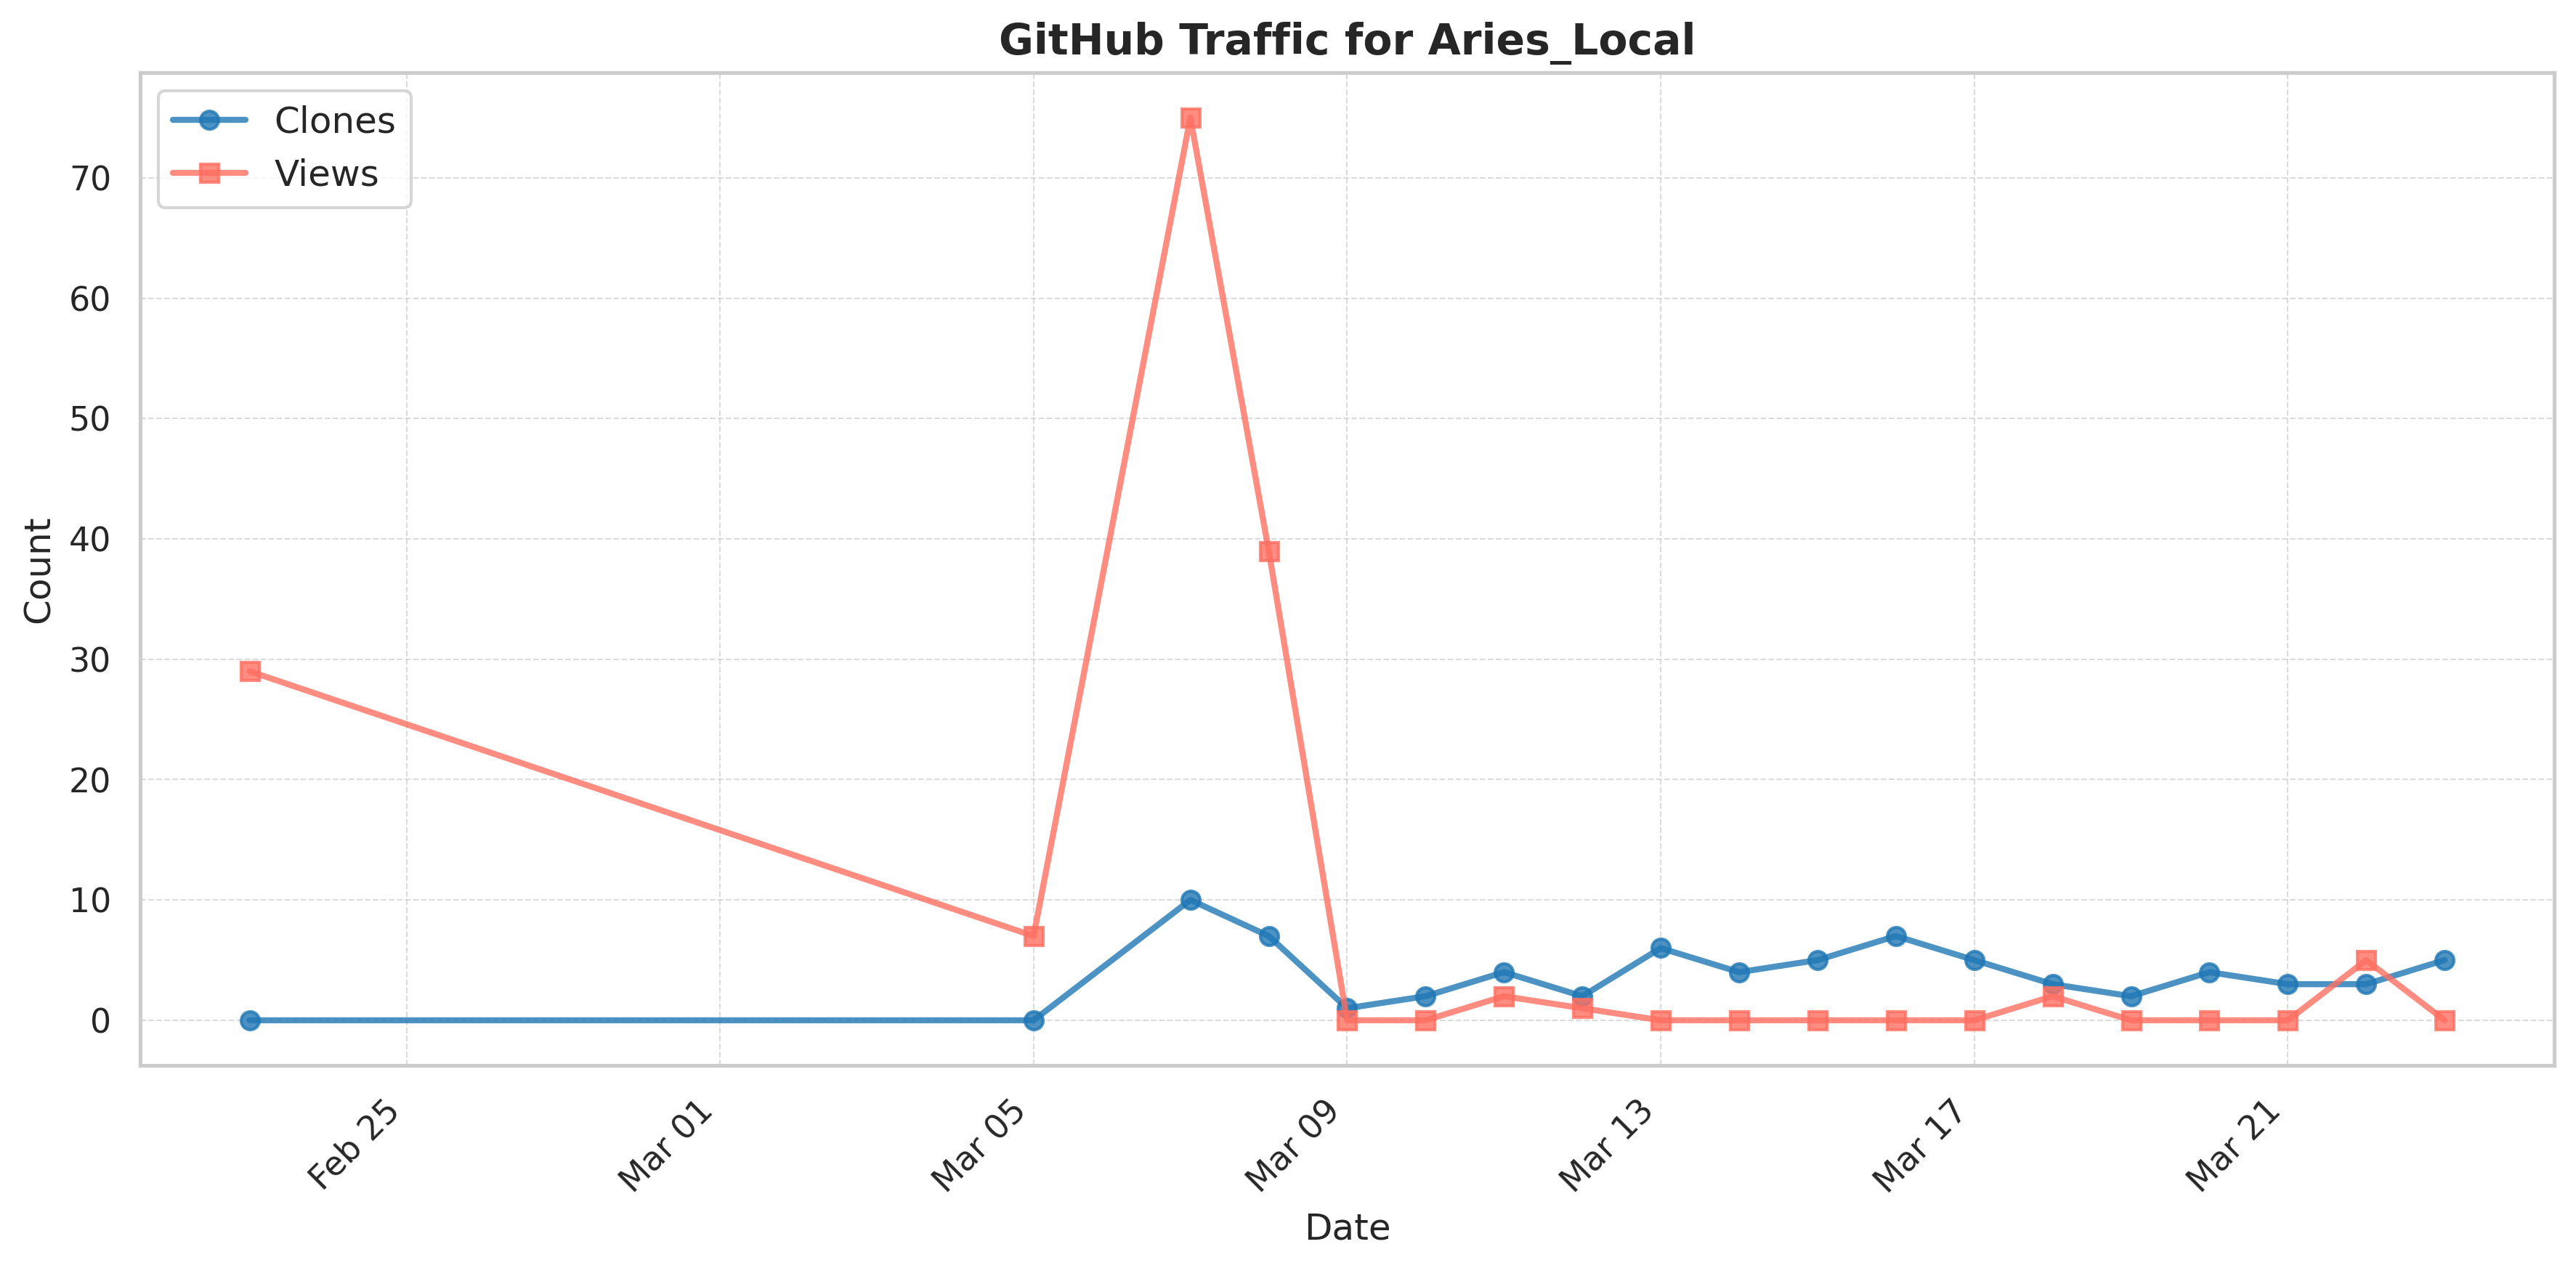 GitHub Traffic for Aries_Local
Clones
Views
70
60
50
40
30
20
10
0
Count
Feb 25
Mar 01
Mar 05
Mar 09
Mar 13
Mar 17
Mar 21
Date